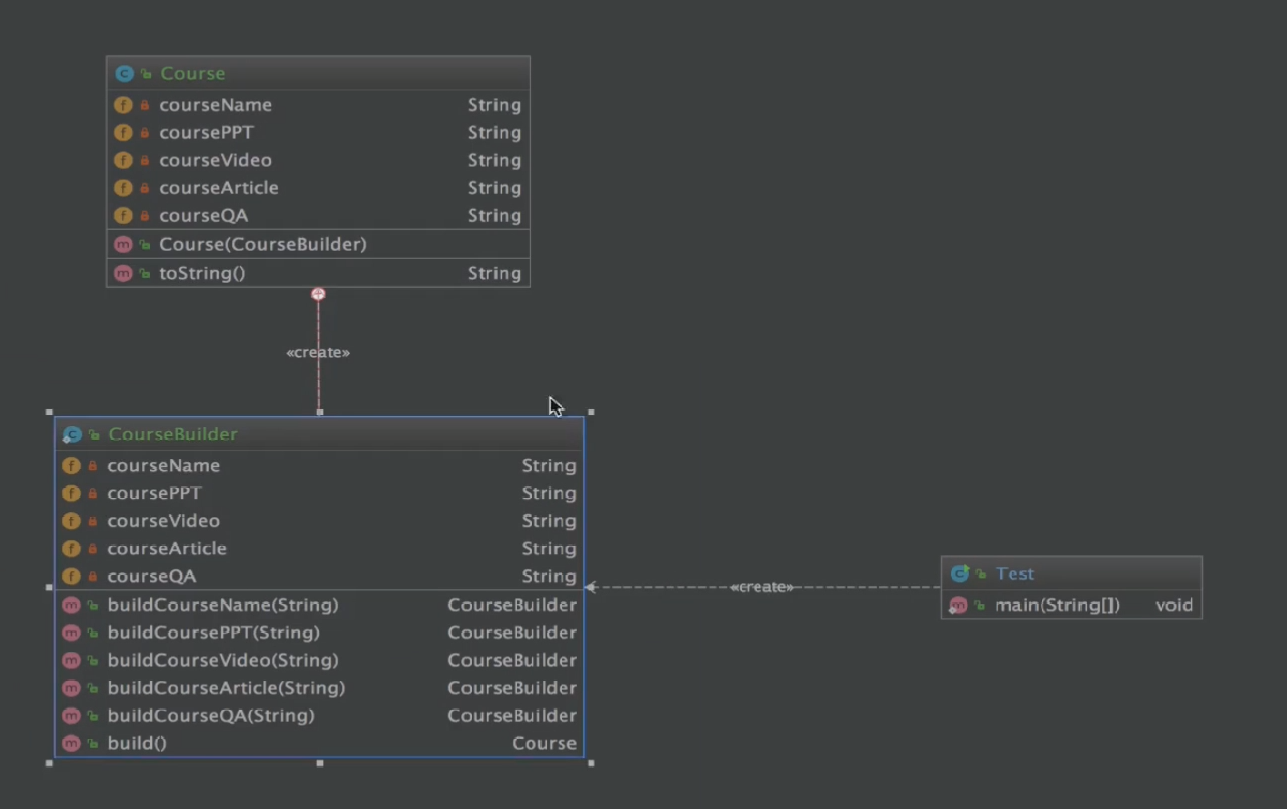 Course
courseName String
coursePPT String
courseVideo String
courseArticle String
courseQA String
Course(CourseBuilder)
toString() String
«create»
CourseBuilder
courseName String
coursePPT String
courseVideo String
courseArticle String
courseQA String
buildCourseName(String) CourseBuilder
buildCoursePPT(String) CourseBuilder
buildCourseVideo(String) CourseBuilder
buildCourseArticle(String) CourseBuilder
buildCourseQA(String) CourseBuilder
build() Course
«create»
Test
main(String[]) void